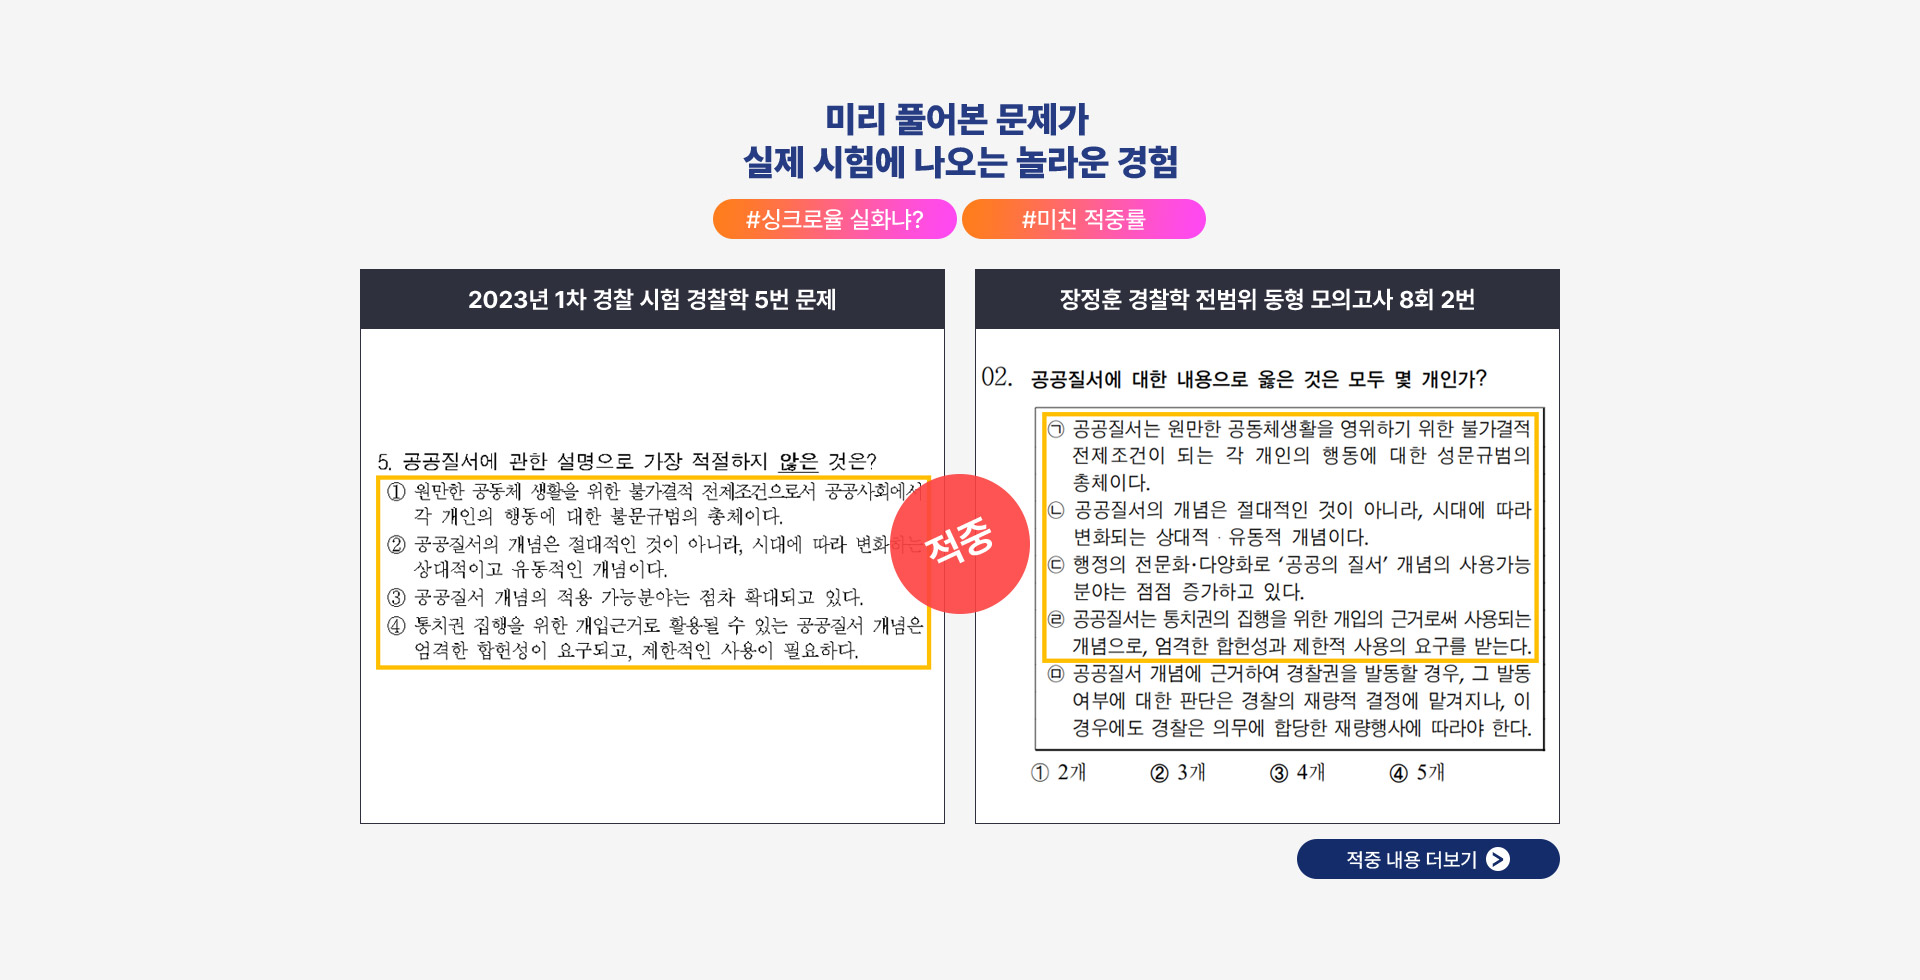 미리 풀어본 문제가
실제 시험에 나오는 놀라운 경험
#싱크로율 실화냐?
#미친 적중률
2023년 1차 경찰 시험 경찰학 5번 문제
5. 공공질서에 관한 설명으로 가장 적절하지 않은 것은?
① 원만한 공동체 생활을 위한 불가결적 전제조건으로서 공공사회에서
각 개인의 행동에 대한 불문규범의 총체이다.
② 공공질서의 개념은 절대적인 것이 아니라, 시대에 따라 변화하는
상대적이고 유동적인 개념이다.
③ 공공질서 개념의 적용 가능분야는 점차 확대되고 있다.
④ 통치권 집행을 위한 개입근거로 활용될 수 있는 공공질서 개념은
엄격한 합헌성이 요구되고, 제한적인 사용이 필요하다.
적중
장정훈 경찰학 전범위 동형 모의고사 8회 2번
02. 공공질서에 대한 내용으로 옳은 것은 모두 몇 개인가?
㉠ 공공질서는 원만한 공동체생활을 영위하기 위한 불가결적
전제조건이 되는 각 개인의 행동에 대한 성문규범의
총체이다.
㉡ 공공질서의 개념은 절대적인 것이 아니라, 시대에 따라
변화되는 상대적 · 유동적 개념이다.
㉢ 행정의 전문화·다양화로 ‘공공의 질서’ 개념의 사용가능
분야는 점점 증가하고 있다.
㉣ 공공질서는 통치권의 집행을 위한 개입의 근거로써 사용되는
개념으로, 엄격한 합헌성과 제한적 사용의 요구를 받는다.
㉤ 공공질서 개념에 근거하여 경찰권을 발동할 경우, 그 발동
여부에 대한 판단은 경찰의 재량적 결정에 맡겨지나, 이
경우에도 경찰은 의무에 합당한 재량행사에 따라야 한다.
① 2개 ② 3개 ③ 4개 ④ 5개
적중 내용 더보기